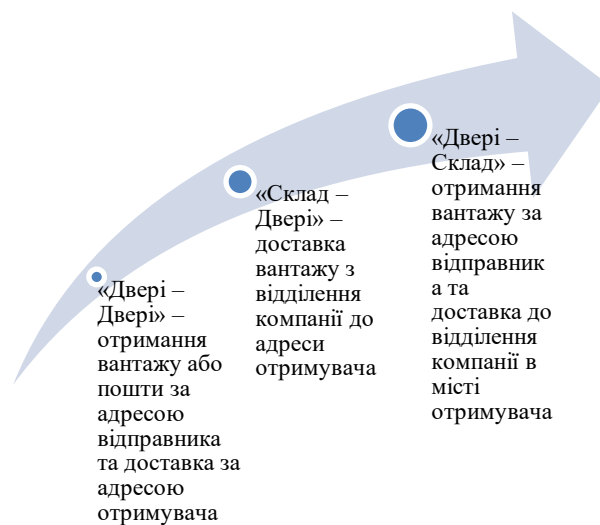 «Двері –
Двері» –
отримання
вантажу або
пошти за
адресою
відправника
та доставка за
адресою
отримувача
«Склад –
Двері» –
доставка
вантажу з
відділення
компанії до
адреси
отримувача
«Двері –
Склад» –
отримання
вантажу за
адресою
відправник
а та
доставка до
відділення
компанії в
місті
отримувача